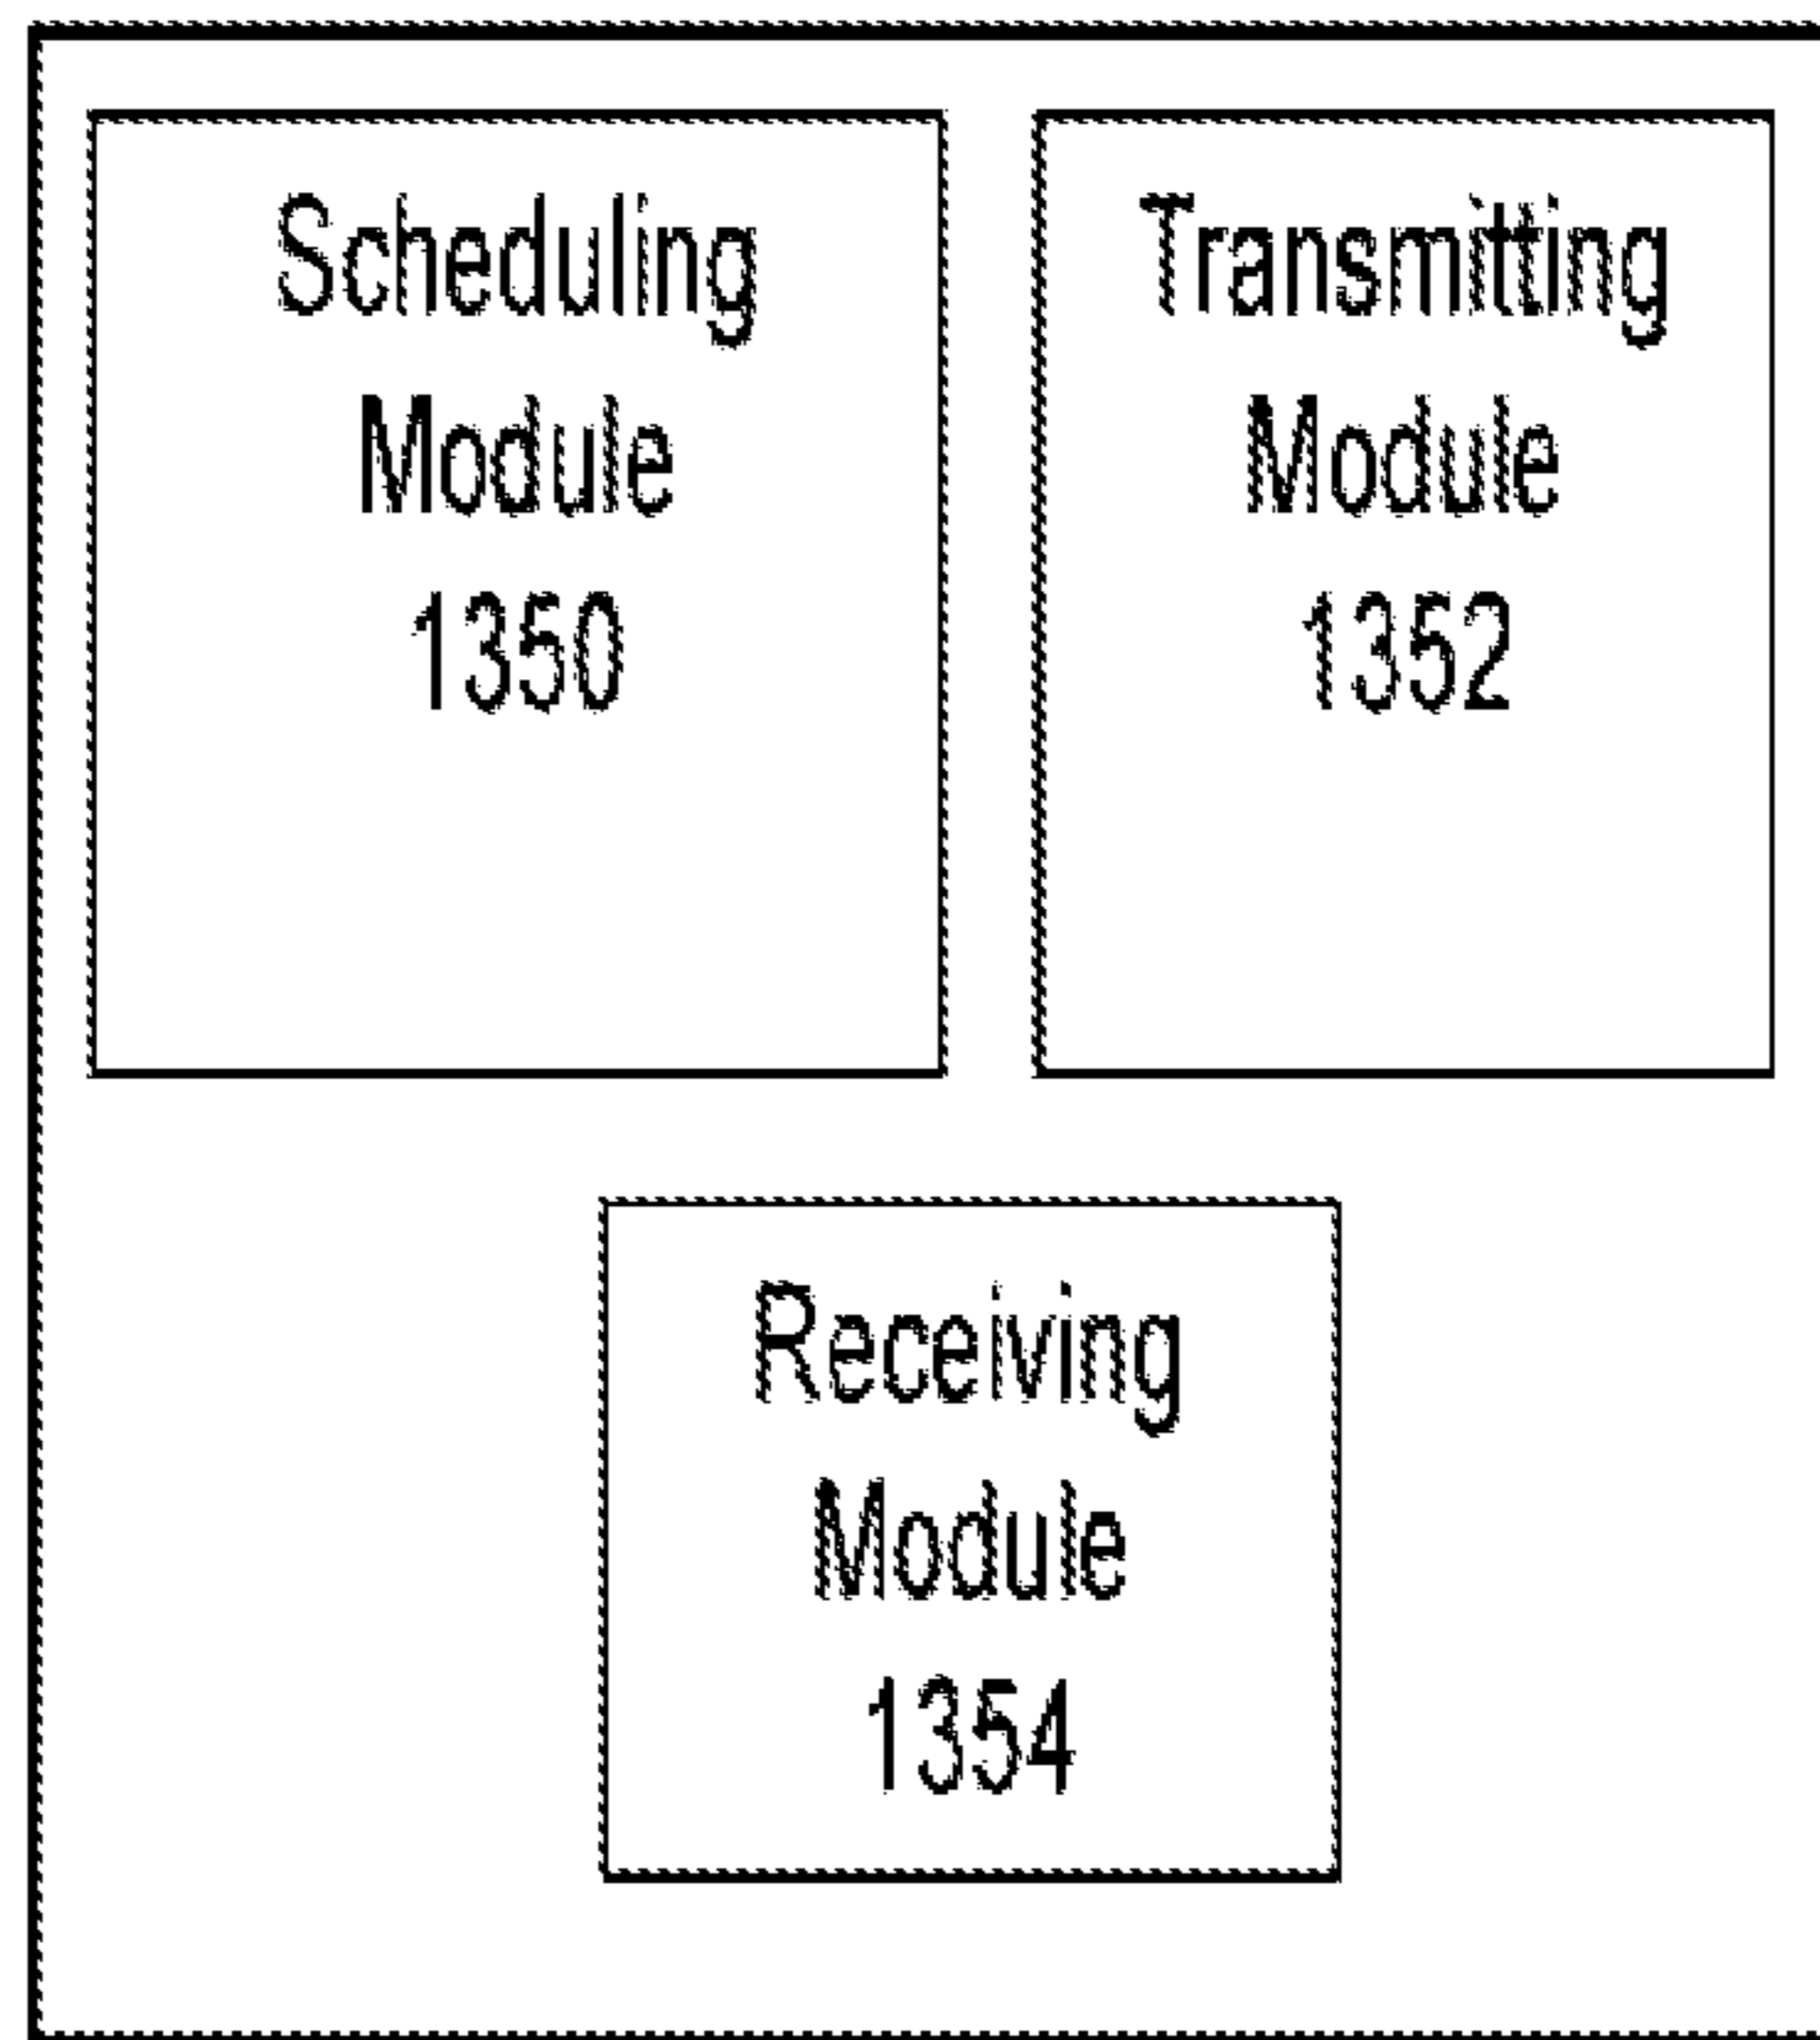 Scheduling
Module
1350
Transmitting
Module
1352
Receiving
Module
1354